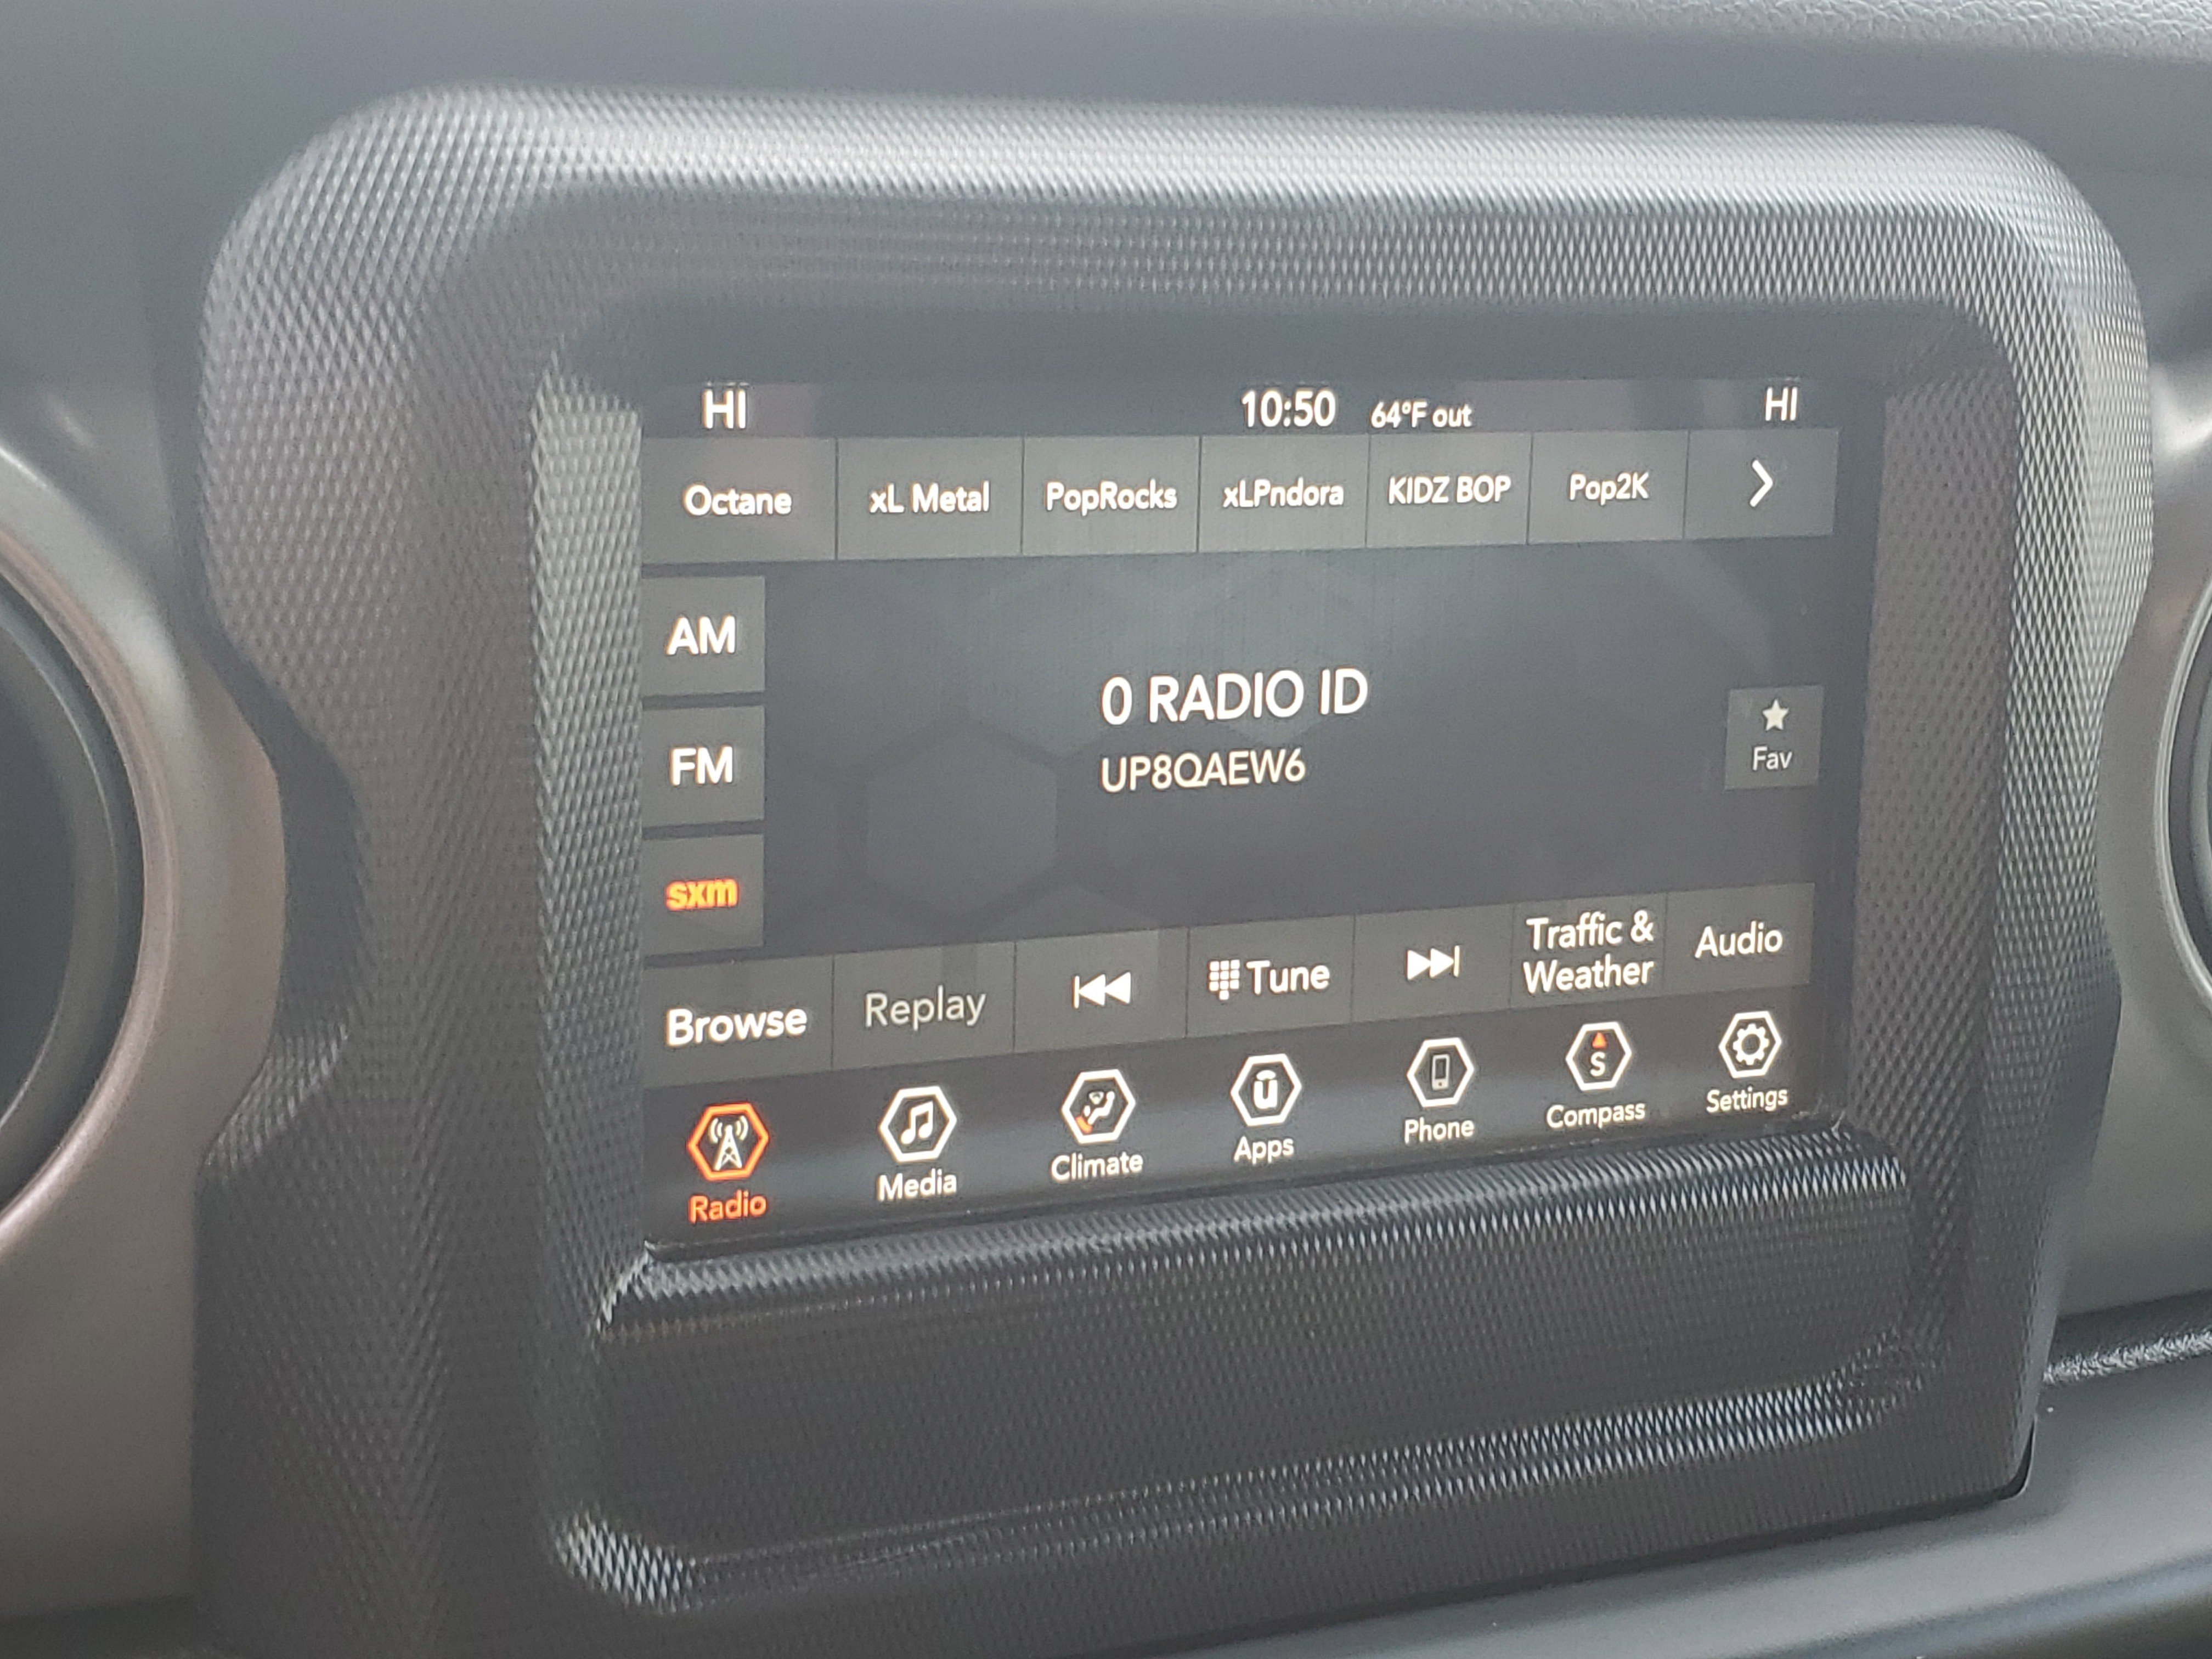 HI 10:50 64°F out HI
Octane xL Metal PopRocks xLPndora KIDZ BOP Pop2K
AM
0 RADIO ID
UP8QAEW6
Fav
FM
sxm
Browse Replay Tune Traffic & Weather Audio
Radio Media Climate u Apps Phone S Compass Settings